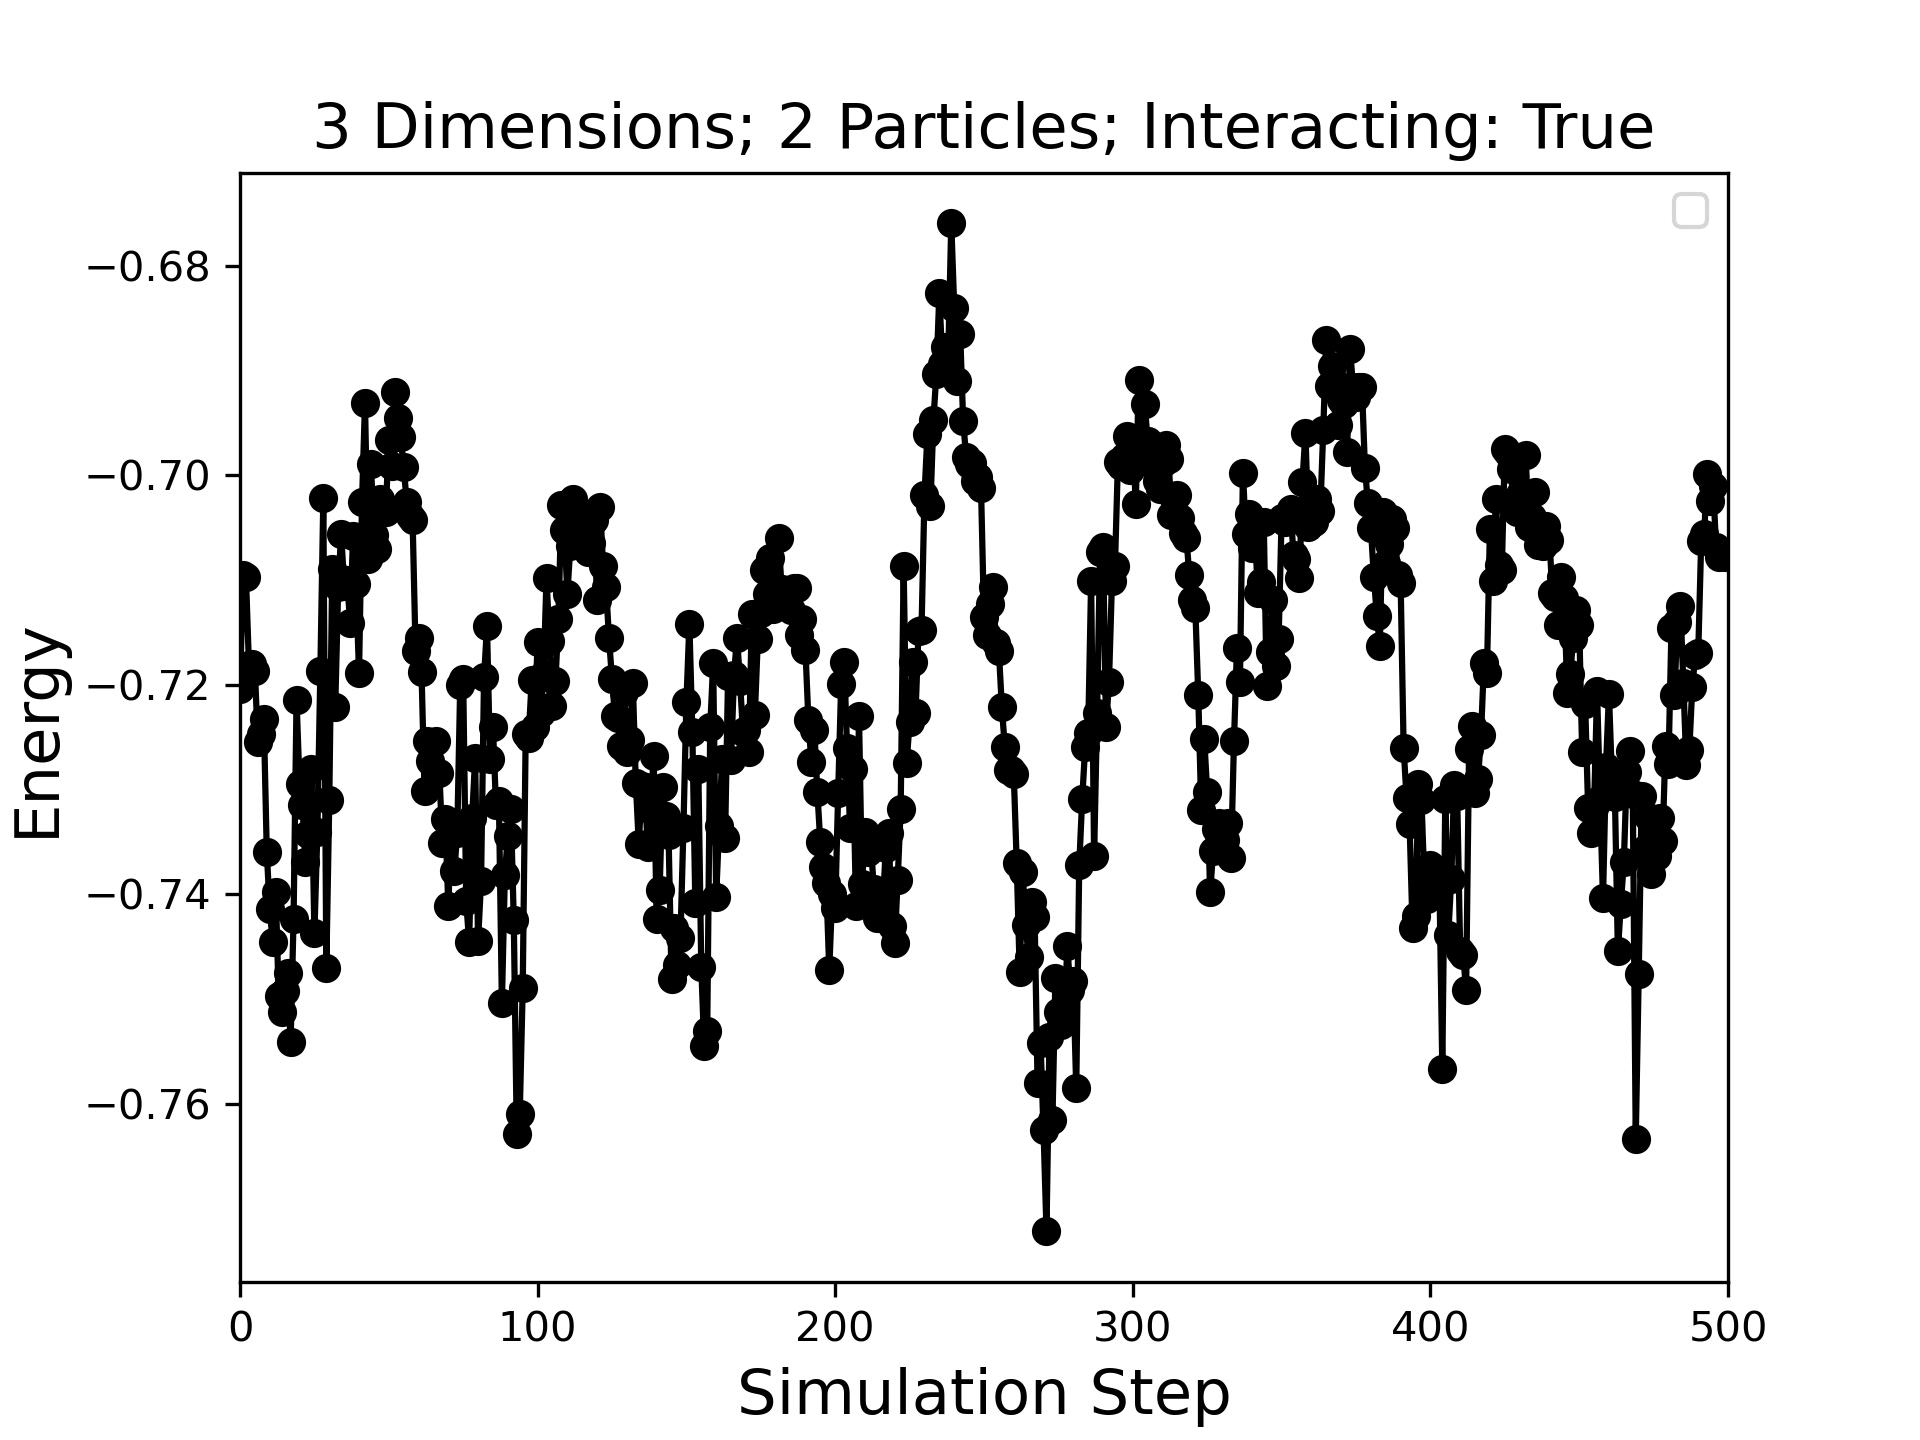 3 Dimensions; 2 Particles; Interacting: True
−0.68
−0.70
−0.72
−0.74
−0.76
Energy
0 100 200 300 400 500
Simulation Step